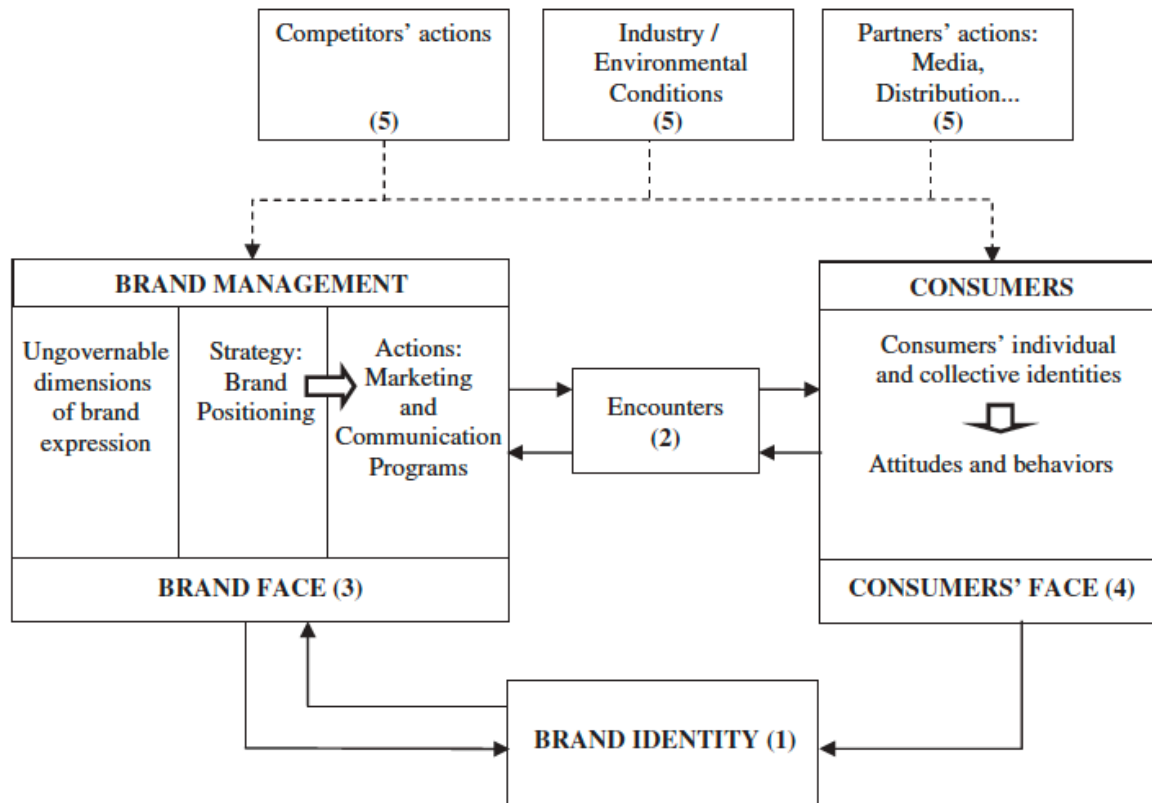 Competitors’ actions
(5)
Industry /
Environmental
Conditions
(5)
Partners’ actions:
Media,
Distribution...
(5)
BRAND MANAGEMENT
Ungovernable
dimensions
of brand
expression
Strategy:
Brand
Positioning
Actions:
Marketing
and
Communication
Programs
BRAND FACE (3)
Encounters
(2)
CONSUMERS
Consumers’ individual
and collective identities
Attitudes and behaviors
CONSUMERS’ FACE (4)
BRAND IDENTITY (1)